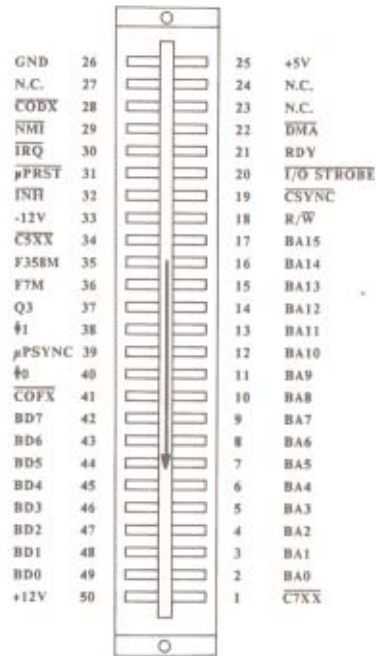 GND 26 25 +5V
N.C. 27 24 N.C.
CODX 28 23 N.C.
NMI 29 22 DMA
IRQ 30 21 RDY
µPRST 31 20 I/O STROBE
INH 32 19 CSYNC
-12V 33 18 R/W
C5XX 34 17 BA15
F358M 35 16 BA14
F7M 36 15 BA13
Q3 37 14 BA12
ϕ1 38 13 BA11
µPSYNC 39 12 BA10
ϕ0 40 11 BA9
COFX 41 10 BA8
BD7 42 9 BA7
BD6 43 8 BA6
BD5 44 7 BA5
BD4 45 6 BA4
BD3 46 5 BA3
BD2 47 4 BA2
BD1 48 3 BA1
BD0 49 2 BA0
+12V 50 1 C7XX